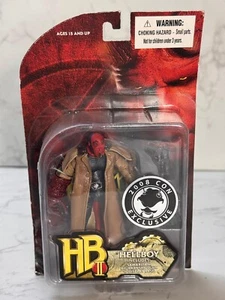 AGES 15 AND UP
WARNING:
CHOKING HAZARD - Small parts.
Not for children under 3 years.
2008 CON
EXCLUSIVE
HB
II
HELLBOY